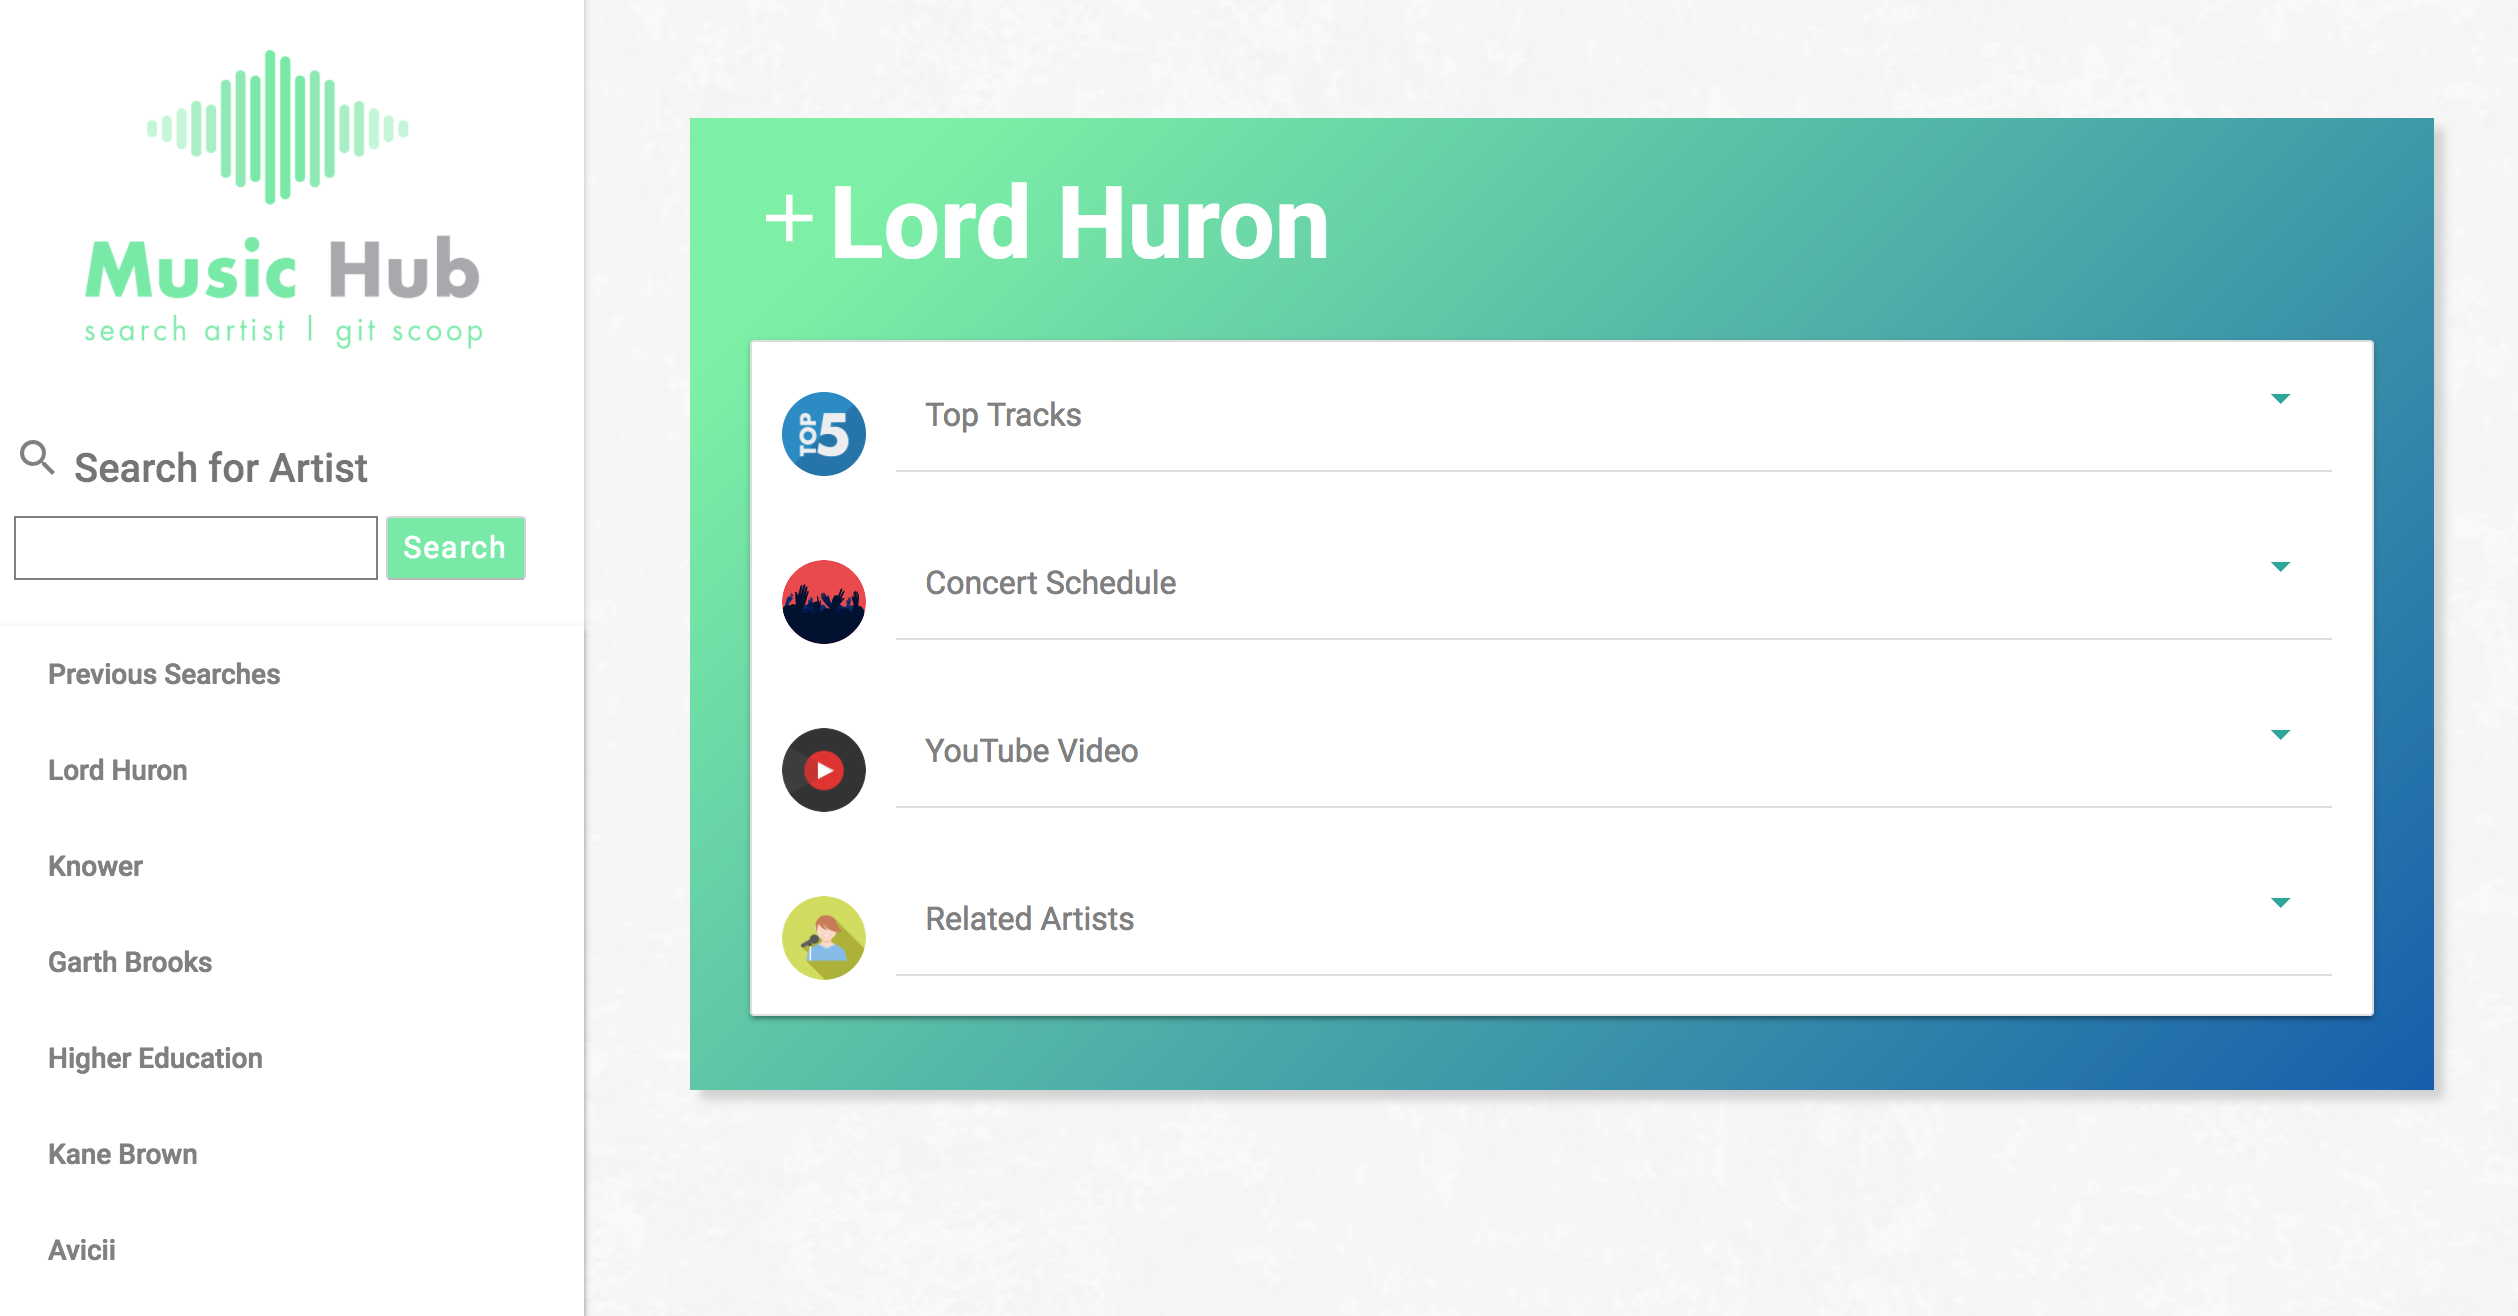 Music Hub
search artist | git scoop
Search for Artist
Search
Previous Searches
Lord Huron
Knower
Garth Brooks
Higher Education
Kane Brown
Avicii
+ Lord Huron
TOP 5
Top Tracks
Concert Schedule
YouTube Video
Related Artists